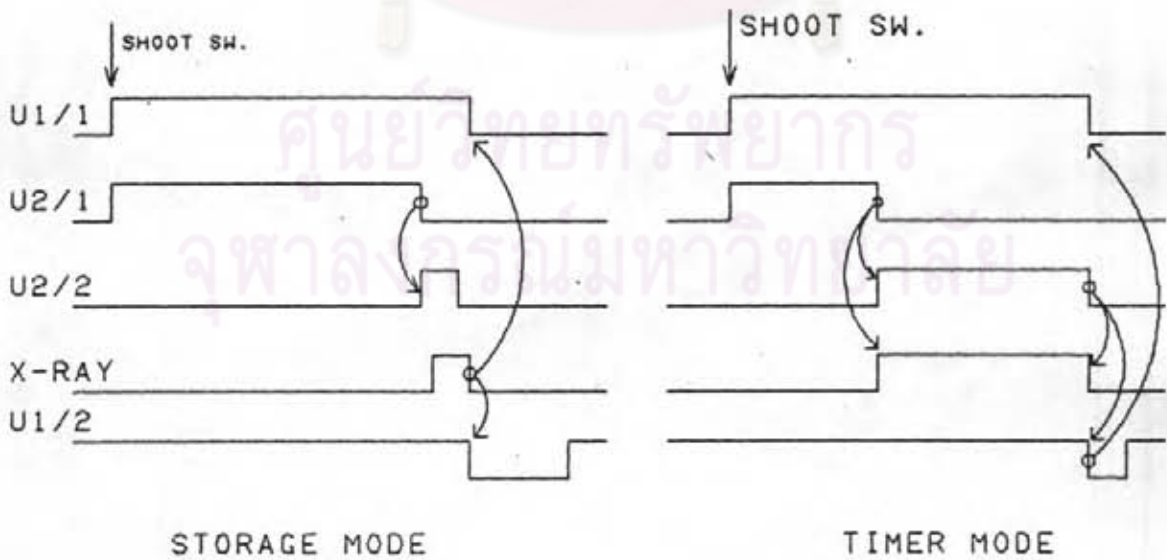 SHOOT SW.
SHOOT SW.
U1/1
U2/1
U2/2
X-RAY
U1/2
ศูนย์วิทยทรัพยากร
จุฬาลงกรณ์มหาวิทยาลัย
STORAGE MODE
TIMER MODE